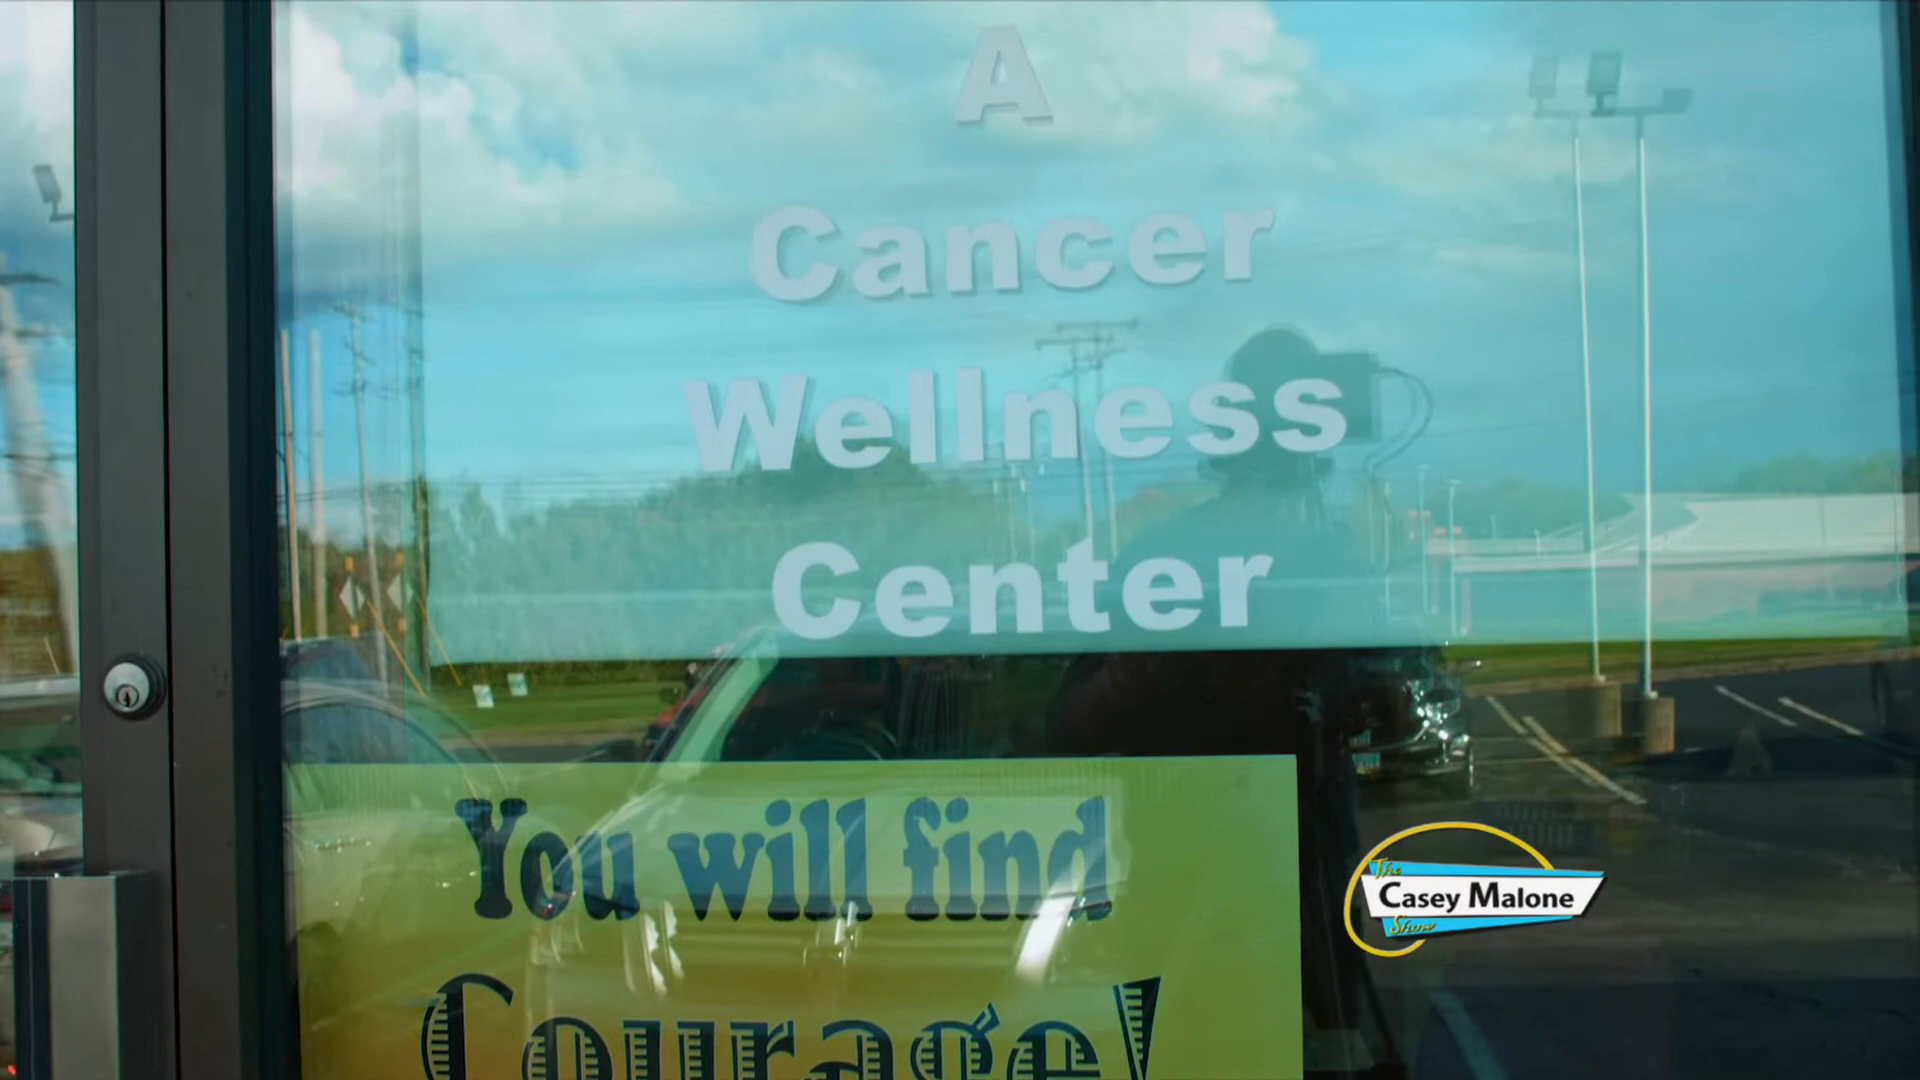 A
Cancer
Wellness
Center
You will find
Courage!
The
Casey Malone
Show